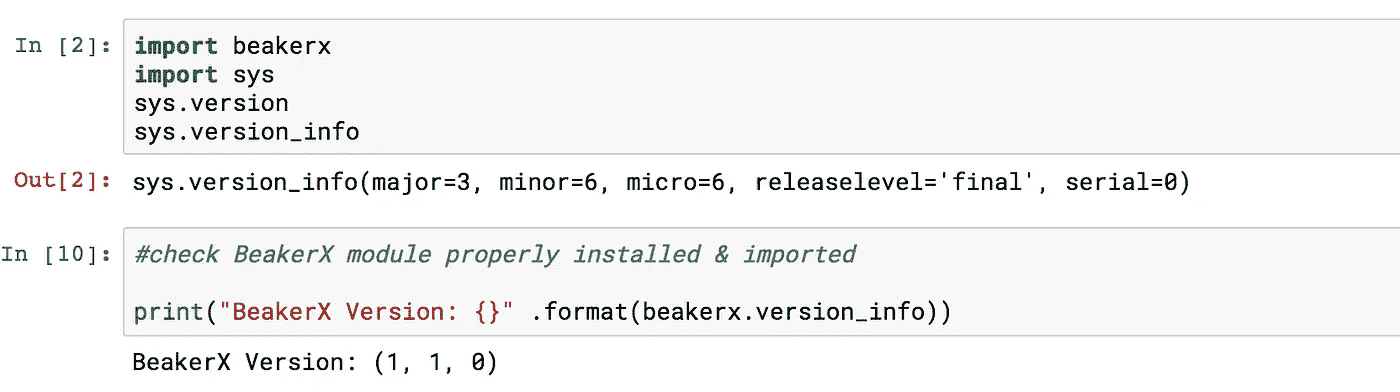 In [2]: import beakerx
import sys
sys.version
sys.version_info
Out[2]: sys.version_info(major=3, minor=6, micro=6, releaselevel='final', serial=0)
In [10]: #check BeakerX module properly installed & imported
print("BeakerX Version: {}" .format(beakerx.version_info))
BeakerX Version: (1, 1, 0)